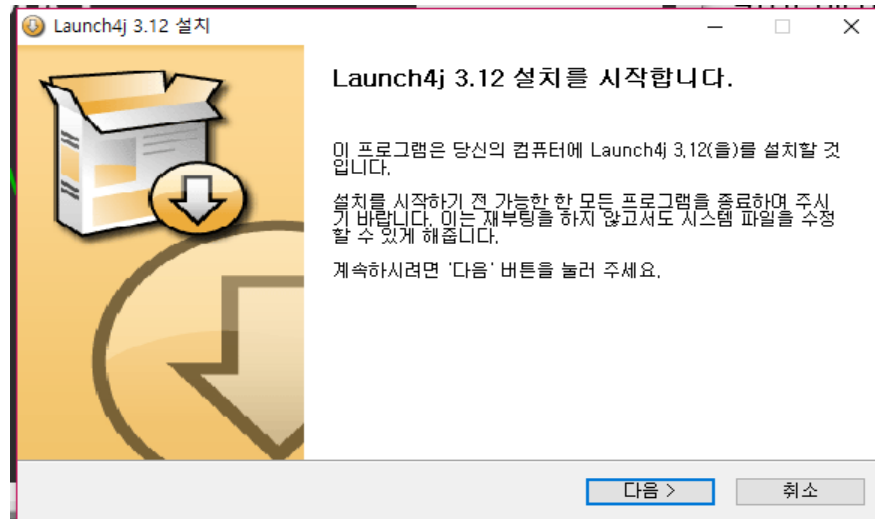 Launch4j 3.12 설치
Launch4j 3.12 설치를 시작합니다.
이 프로그램은 당신의 컴퓨터에 Launch4j 3.12(을)를 설치할 것
입니다.
설치를 시작하기 전 가능한 한 모든 프로그램을 종료하여 주시
기 바랍니다. 이는 재부팅을 하지 않고서도 시스템 파일을 수정
할 수 있게 해줍니다.
계속하시려면 '다음' 버튼을 눌러 주세요.
다음 >
취소